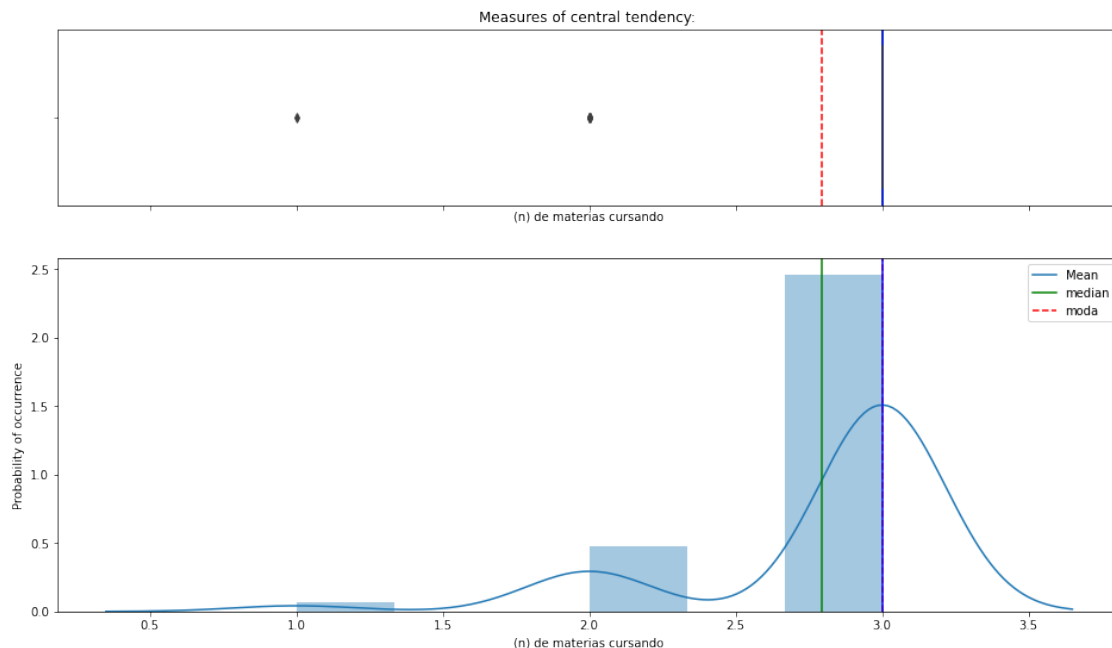 Measures of central tendency:
(n) de materias cursando
2.5
2.0
1.5
1.0
0.5
0.0
Probability of occurrence
Mean
median
moda
0.5
1.0
1.5
2.0
2.5
3.0
3.5
(n) de materias cursando